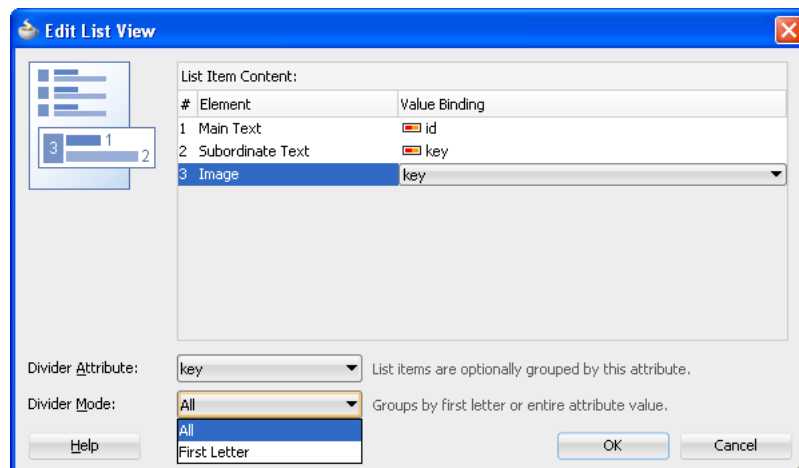 Edit List View
List Item Content:
# Element Value Binding
1 Main Text id
2 Subordinate Text key
3 Image key
3 1
2
Divider Attribute: key List items are optionally grouped by this attribute.
Divider Mode: All Groups by first letter or entire attribute value.
All
First Letter
Help OK Cancel